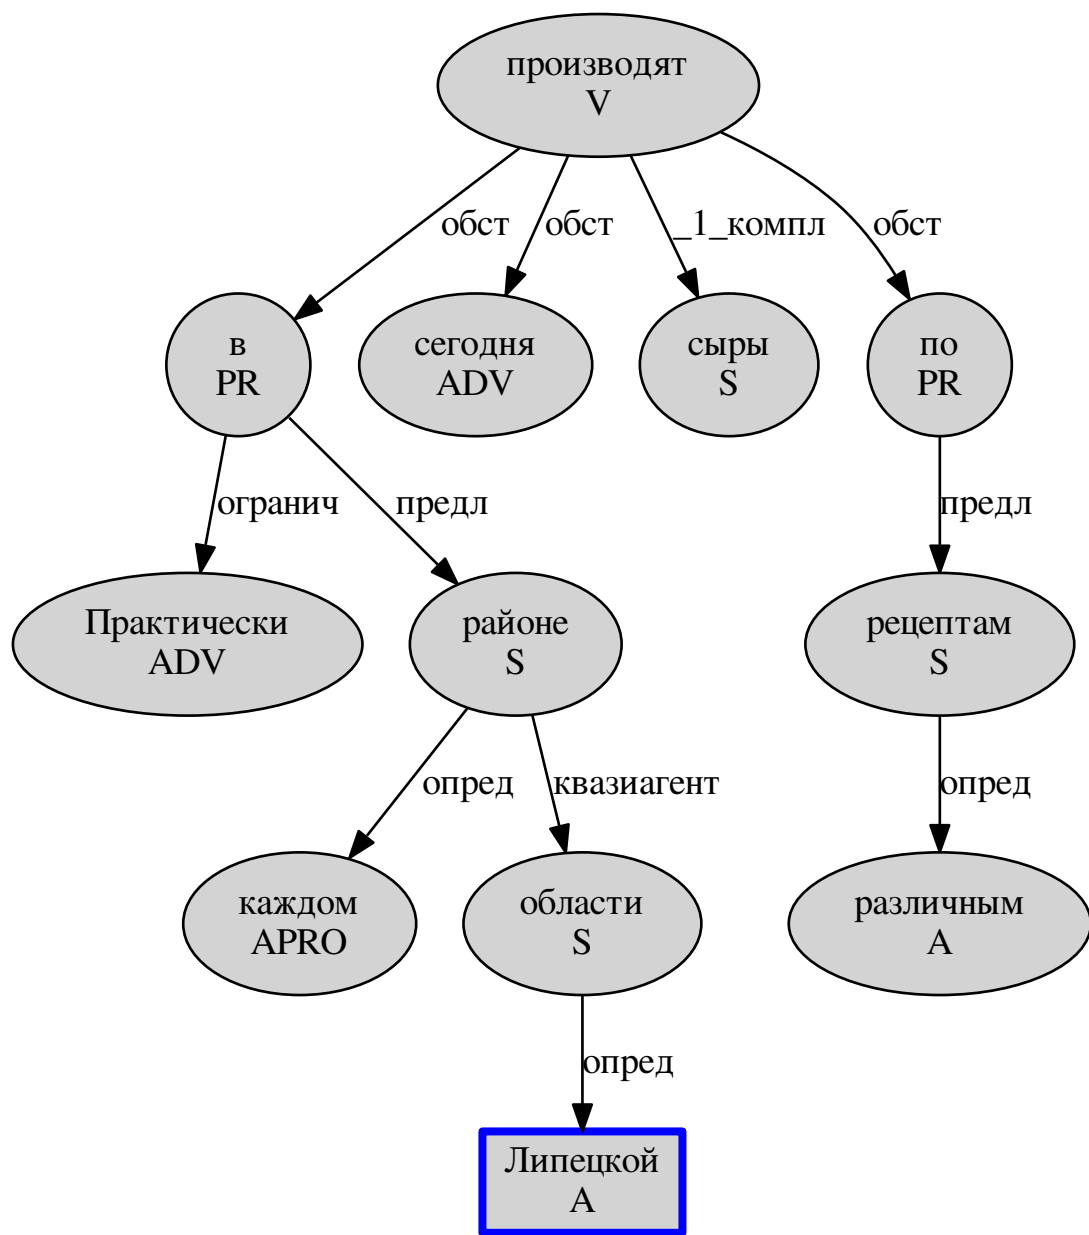 производят
V
обст
обст
_1_компл
обст
в
PR
сегодня
ADV
сыры
S
по
PR
огранич
предл
предл
Практически
ADV
районе
S
рецептам
S
опред
квазиагент
опред
каждом
APRO
области
S
различным
A
опред
Липецкой
A